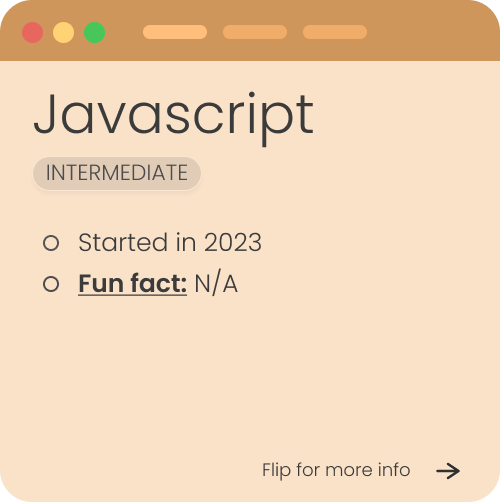 Javascript
INTERMEDIATE
Started in 2023
Fun fact: N/A
Flip for more info